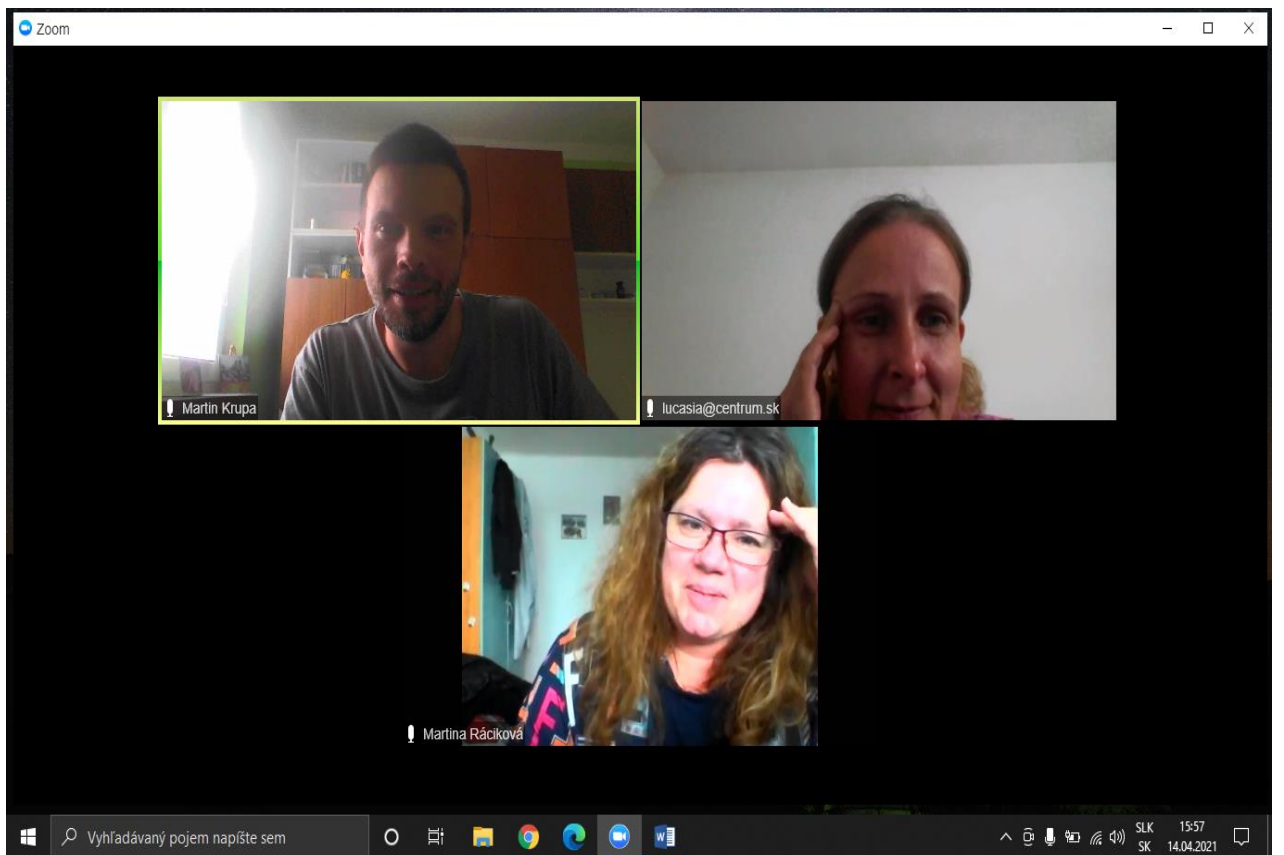 Zoom
Martin Krupa
lucasia@centrum.sk
Martina Ráciková
Vyhľadávaný pojem napíšte sem
SLK 15:57
SK 14.04.2021